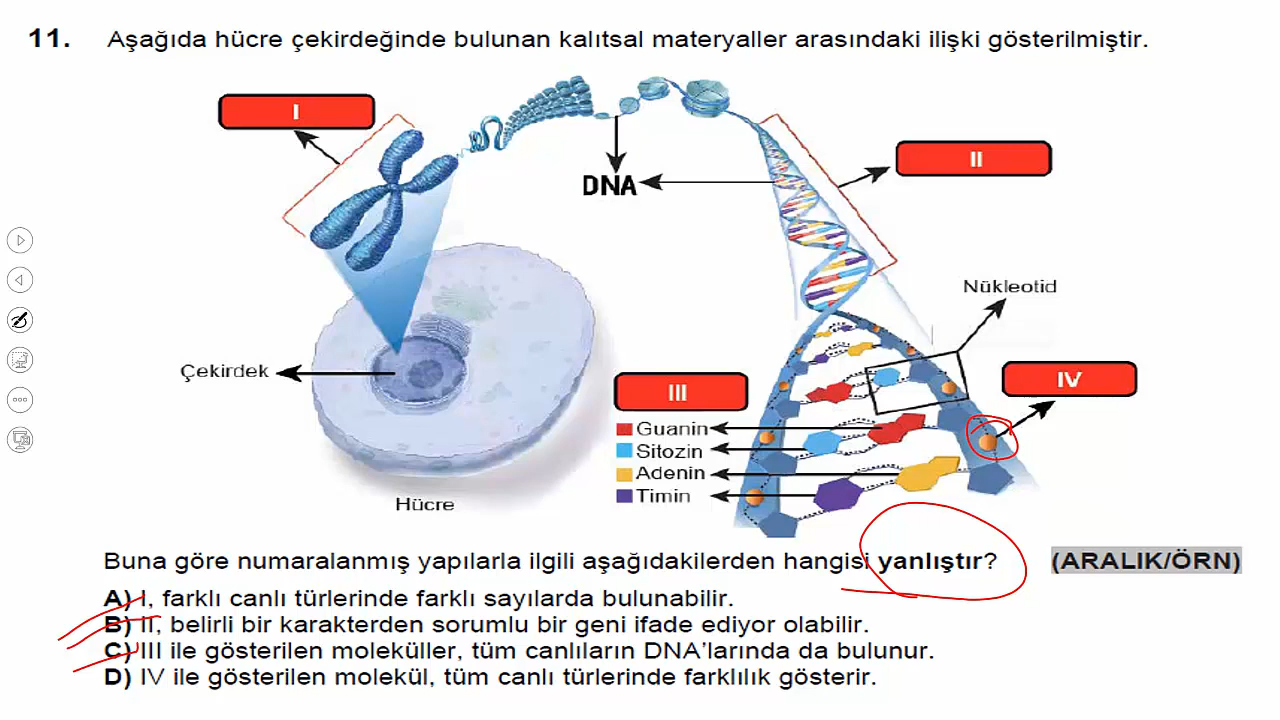 11. Aşağıda hücre çekirdeğinde bulunan kalıtsal materyaller arasındaki ilişki gösterilmiştir.
I
II
DNA
Nükleotid
Çekirdek
III
IV
Guanin
Sitozin
Adenin
Timin
Hücre
Buna göre numaralanmış yapılarla ilgili aşağıdakilerden hangisi yanlıştır? (ARALIK/ÖRN)
A) I, farklı canlı türlerinde farklı sayılarda bulunabilir.
B) II, belirli bir karakterden sorumlu bir geni ifade ediyor olabilir.
C) III ile gösterilen moleküller, tüm canlıların DNA'larında da bulunur.
D) IV ile gösterilen molekül, tüm canlı türlerinde farklılık gösterir.